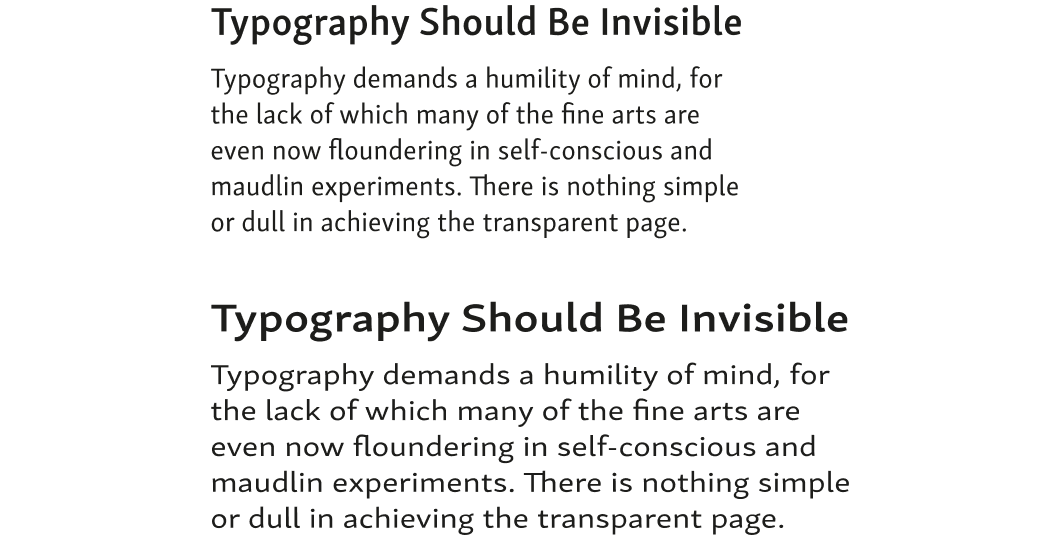 Typography Should Be Invisible
Typography demands a humility of mind, for
the lack of which many of the fine arts are
even now floundering in self-conscious and
maudlin experiments. There is nothing simple
or dull in achieving the transparent page.
Typography Should Be Invisible
Typography demands a humility of mind, for
the lack of which many of the fine arts are
even now floundering in self-conscious and
maudlin experiments. There is nothing simple
or dull in achieving the transparent page.